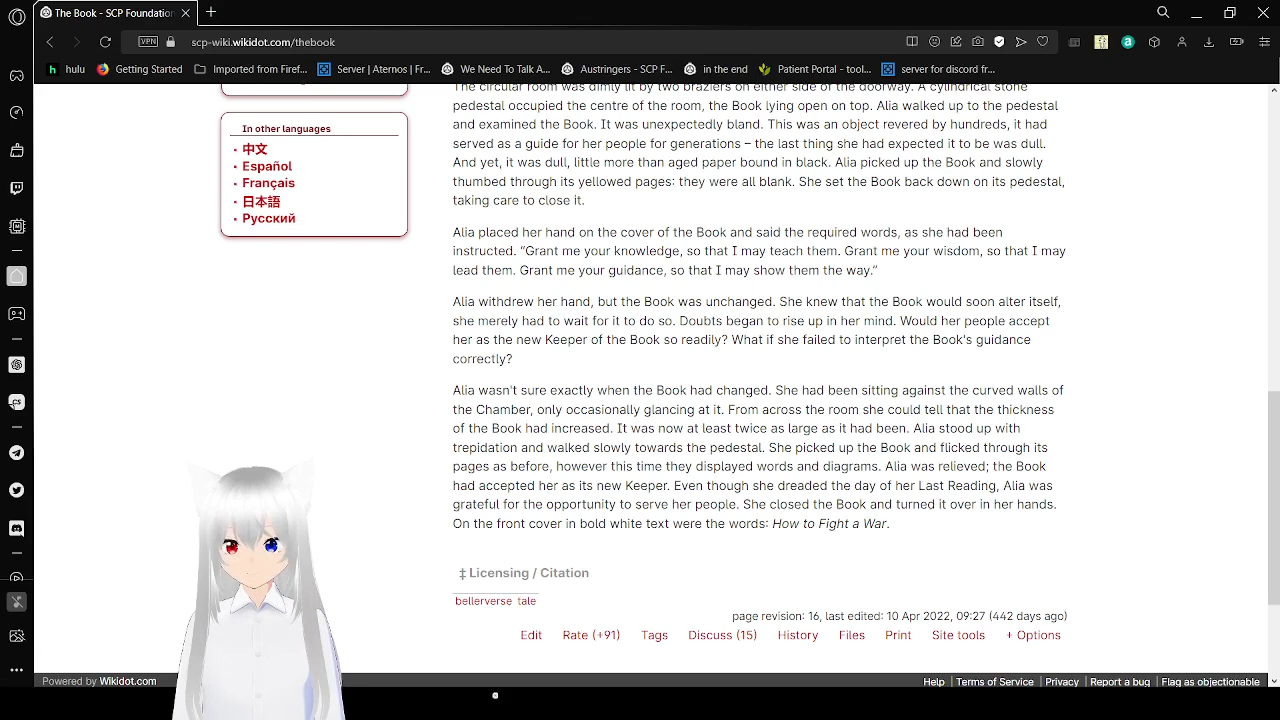 The Book - SCP Foundation
scp-wiki.wikidot.com/thebook
VPN
hulu
Getting Started
Imported from Firef...
Server | Aternos | Fr...
We Need To Talk A...
Austringers - SCP F...
in the end
Patient Portal - tool...
server for discord fr...
In other languages
中文
Español
Français
日本語
Русский
The circular room was dimly lit by two braziers on either side of the doorway. A cylindrical stone
pedestal occupied the centre of the room, the Book lying open on top. Alia walked up to the pedestal
and examined the Book. It was unexpectedly bland. This was an object revered by hundreds, it had
served as a guide for her people for generations – the last thing she had expected it to be was dull.
And yet, it was dull, little more than aged paper bound in black. Alia picked up the Book and slowly
thumbed through its yellowed pages: they were all blank. She set the Book back down on its pedestal,
taking care to close it.
Alia placed her hand on the cover of the Book and said the required words, as she had been
instructed. “Grant me your knowledge, so that I may teach them. Grant me your wisdom, so that I may
lead them. Grant me your guidance, so that I may show them the way.”
Alia withdrew her hand, but the Book was unchanged. She knew that the Book would soon alter itself,
she merely had to wait for it to do so. Doubts began to rise up in her mind. Would her people accept
her as the new Keeper of the Book so readily? What if she failed to interpret the Book's guidance
correctly?
Alia wasn't sure exactly when the Book had changed. She had been sitting against the curved walls of
the Chamber, only occasionally glancing at it. From across the room she could tell that the thickness
of the Book had increased. It was now at least twice as large as it had been. Alia stood up with
trepidation and walked slowly towards the pedestal. She picked up the Book and flicked through its
pages as before, however this time they displayed words and diagrams. Alia was relieved; the Book
had accepted her as its new Keeper. Even though she dreaded the day of her Last Reading, Alia was
grateful for the opportunity to serve her people. She closed the Book and turned it over in her hands.
On the front cover in bold white text were the words: How to Fight a War.
‡ Licensing / Citation
bellerverse tale
page revision: 16, last edited: 10 Apr 2022, 09:27 (442 days ago)
Edit Rate (+91) Tags Discuss (15) History Files Print Site tools + Options
Powered by Wikidot.com
Help | Terms of Service | Privacy | Report a bug | Flag as objectionable